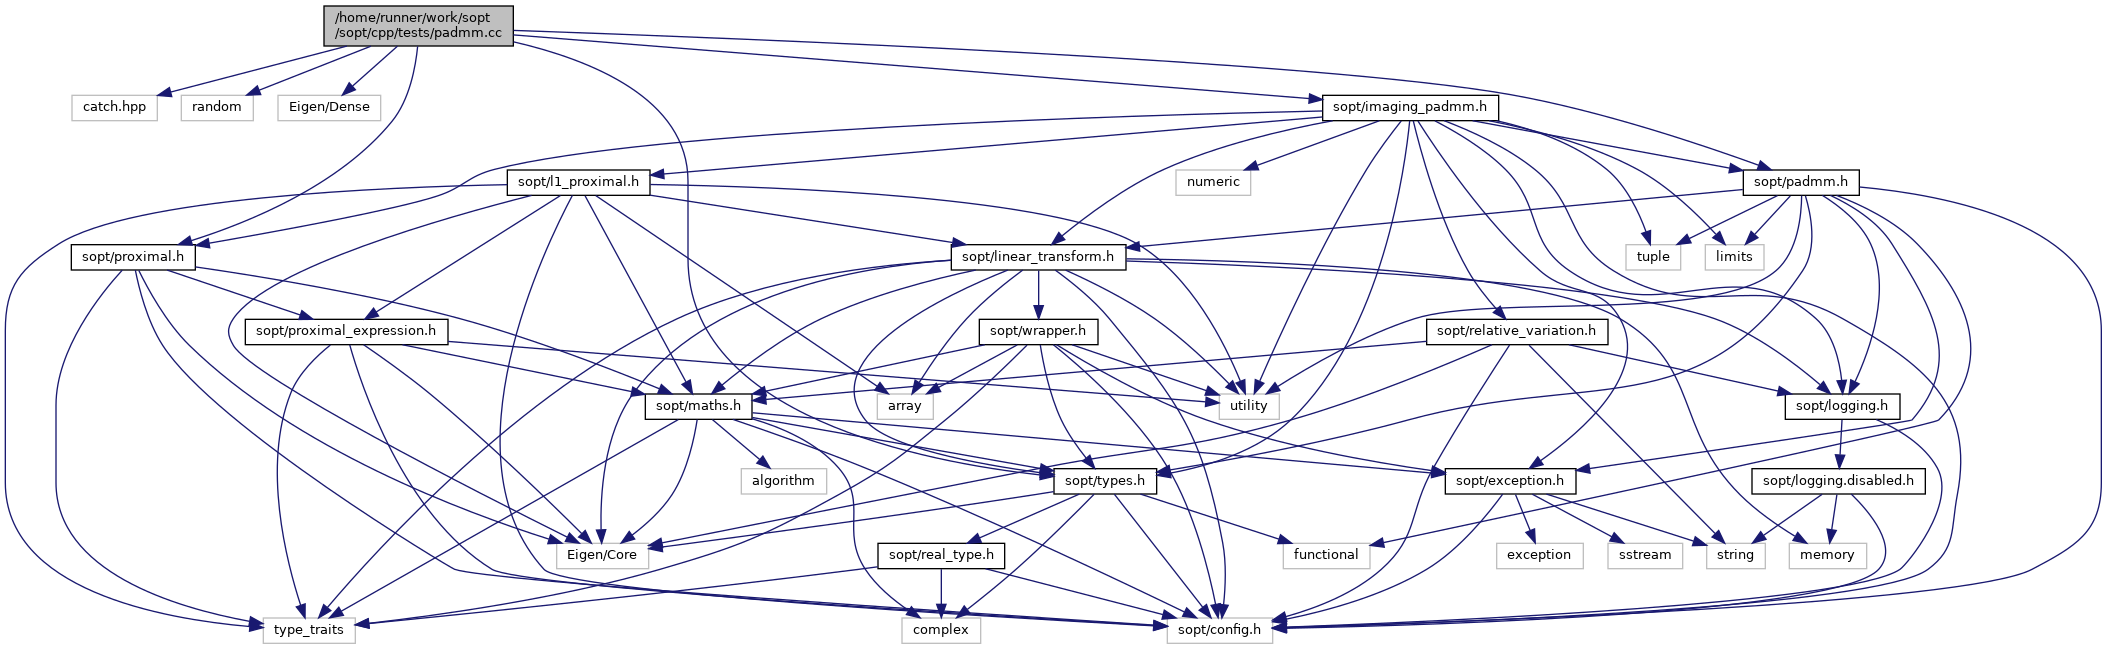 /home/runner/work/sopt
/sopt/cpp/tests/padmm.cc
catch.hpp
random
Eigen/Dense
sopt/imaging_padmm.h
sopt/l1_proximal.h
numeric
sopt/padmm.h
sopt/proximal.h
sopt/linear_transform.h
tuple
limits
sopt/proximal_expression.h
sopt/wrapper.h
sopt/relative_variation.h
sopt/maths.h
array
utility
sopt/logging.h
algorithm
sopt/types.h
sopt/exception.h
sopt/logging.disabled.h
Eigen/Core
sopt/real_type.h
functional
exception
sstream
string
memory
type_traits
complex
sopt/config.h